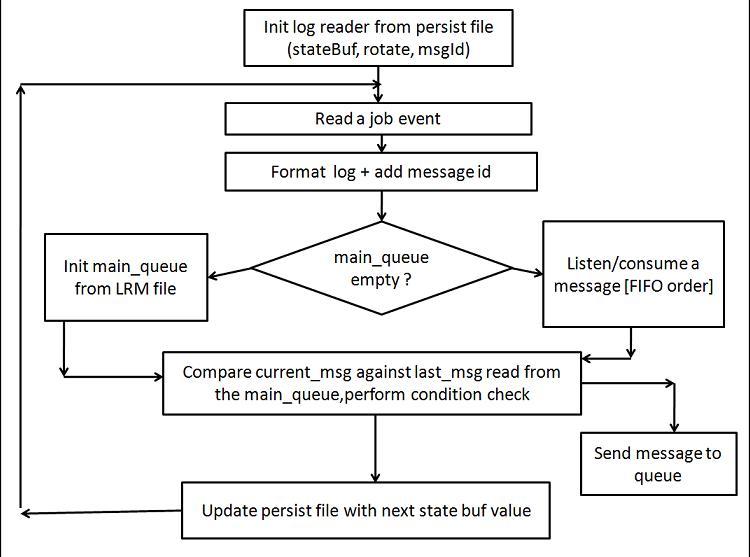 Init log reader from persist file
(stateBuf, rotate, msgId)
Read a job event
Format log + add message id
main_queue
empty ?
Init main_queue
from LRM file
Listen/consume a
message [FIFO order]
Compare current_msg against last_msg read from
the main_queue,perform condition check
Send message to
queue
Update persist file with next state buf value